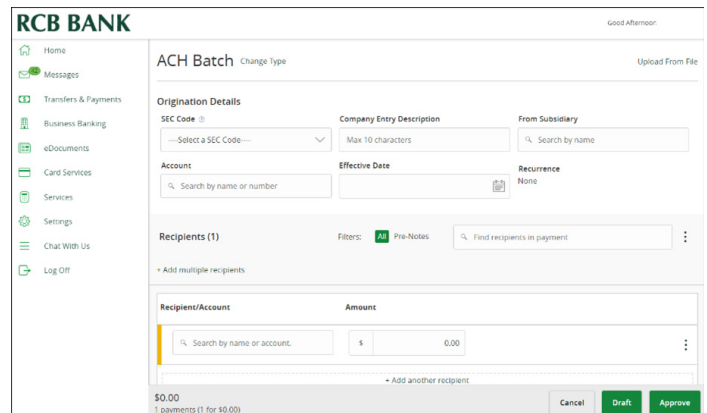 RCB BANK
Good Afternoon
Home
42
Messages
Transfers & Payments
Business Banking
eDocuments
Card Services
Services
Settings
Chat With Us
Log Off
ACH Batch Change Type
Upload From File
Origination Details
SEC Code Company Entry Description From Subsidiary
----Select a SEC Code---- Max 10 characters Search by name
Account Effective Date Recurrence
Search by name or number None
Recipients (1) Filters: All Pre-Notes Find recipients in payment
+ Add multiple recipients
Recipient/Account Amount
Search by name or account. $ 0.00
+ Add another recipient
$0.00
1 payments (1 for $0.00)
Cancel Draft Approve